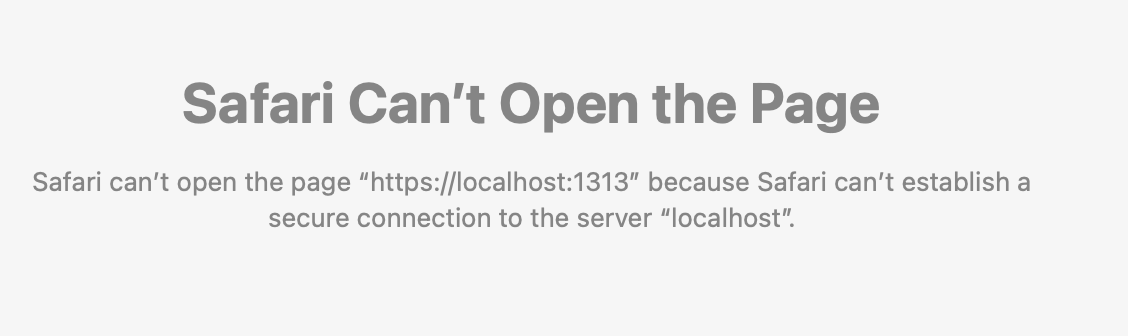 Safari Can’t Open the Page
Safari can’t open the page “https://localhost:1313” because Safari can’t establish a
secure connection to the server “localhost”.